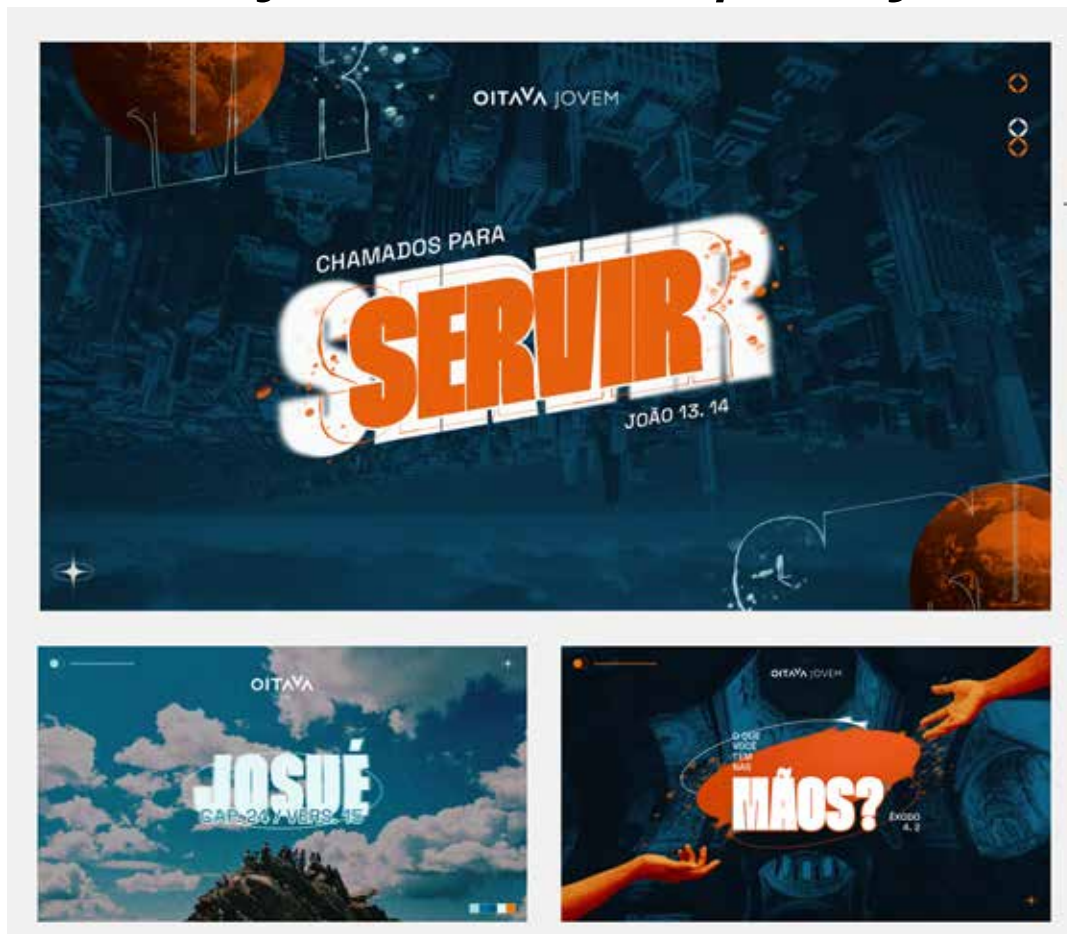 OITAVA JOVEM
CHAMADOS PARA
SERVIR
JOÃO 13. 14
OITAVA
JOSUÉ
CAP. 24 / VERS. 15
OITAVA JOVEM
O QUE
VOCÊ
TEM
NAS
MÃOS?
ÊXODO
4. 2